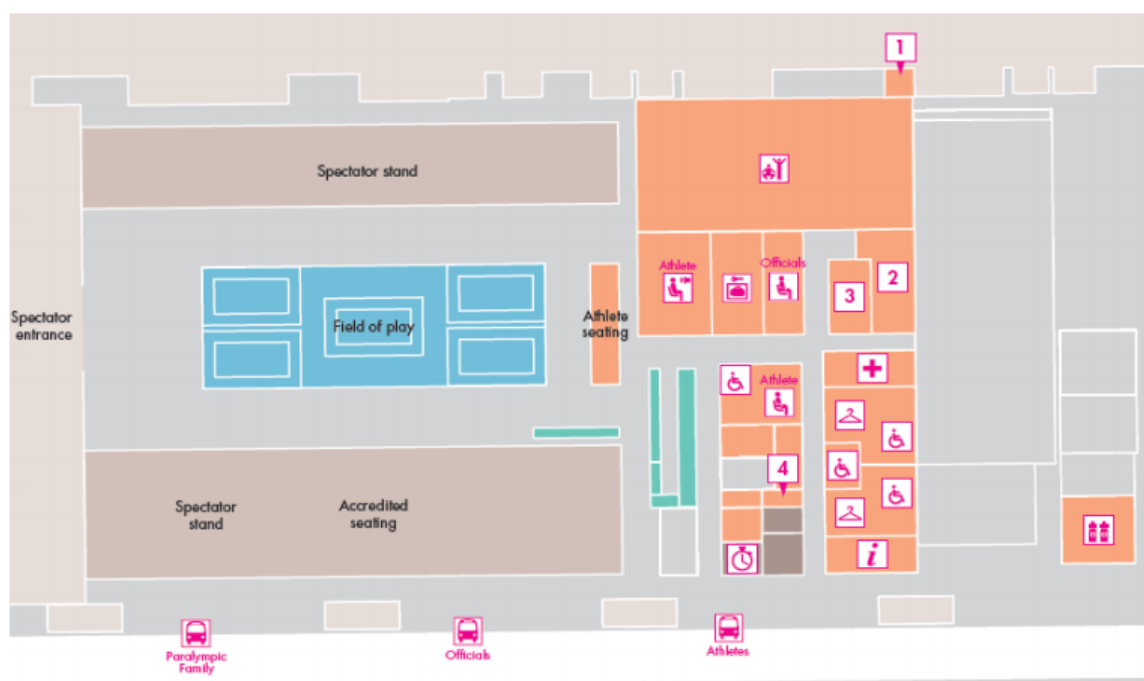 1
Spectator stand
Athlete
Officials
2
3
Spectator
entrance
Field of play
Athlete
seating
Athlete
4
Spectator
stand
Accredited
seating
i
Paralympic
Family
Officials
Athletes